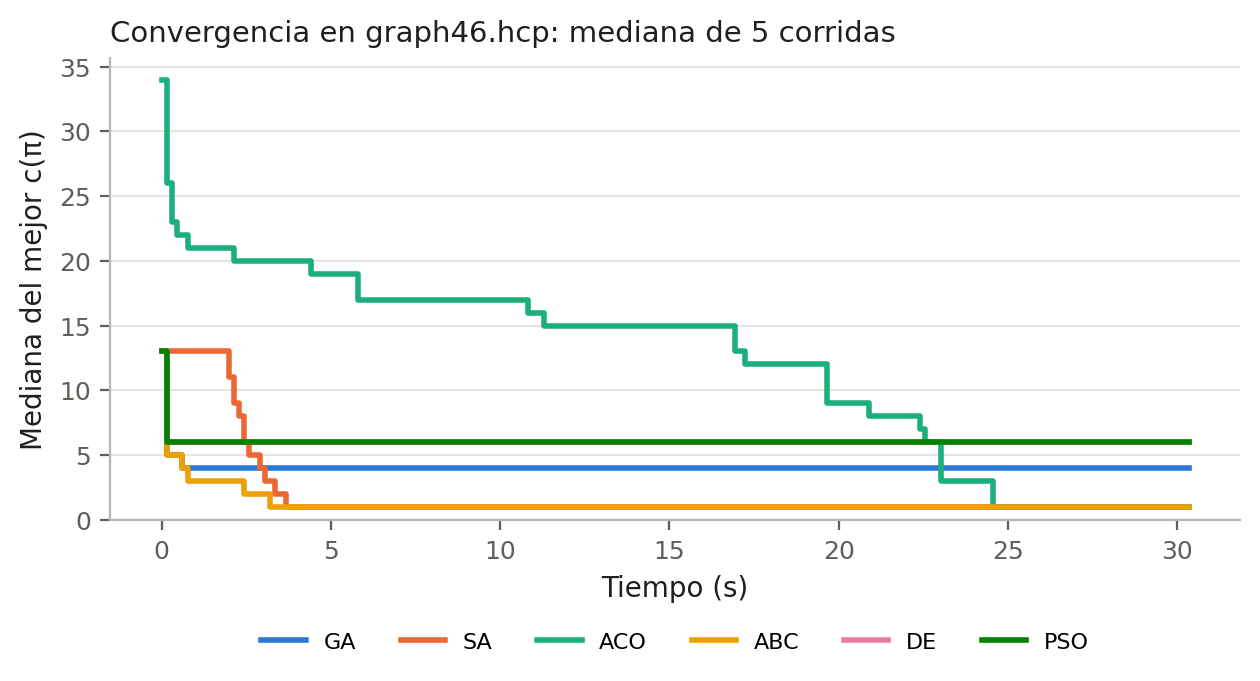 Convergencia en graph46.hcp: mediana de 5 corridas
Mediana del mejor c(π)
35
30
25
20
15
10
5
0
0 5 10 15 20 25 30
Tiempo (s)
GA SA ACO ABC DE PSO